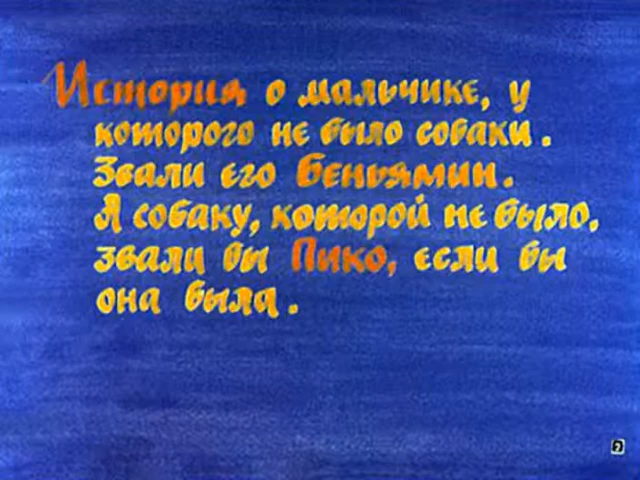 История о мальчике, у
которого не было собаки.
Звали его Беньямин.
А собаку, которой не было,
звали бы Пико, если бы
она была.